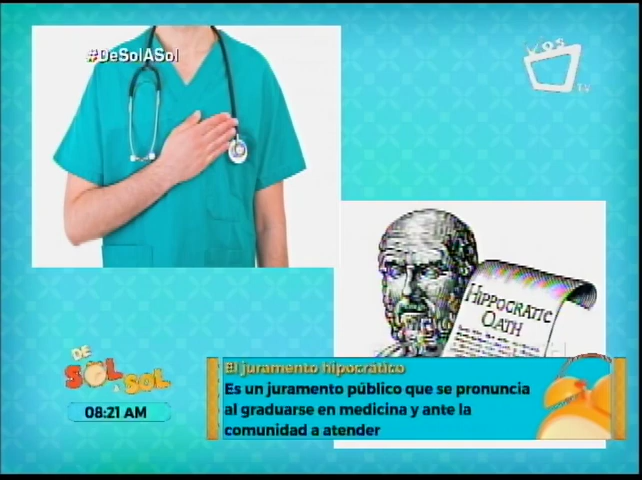 #DeSolASol
VOS
TV
HIPPOCRATIC
OATH
DE
SOL
A
SOL
08:21 AM
El juramento hipocrático
Es un juramento público que se pronuncia
al graduarse en medicina y ante la
comunidad a atender